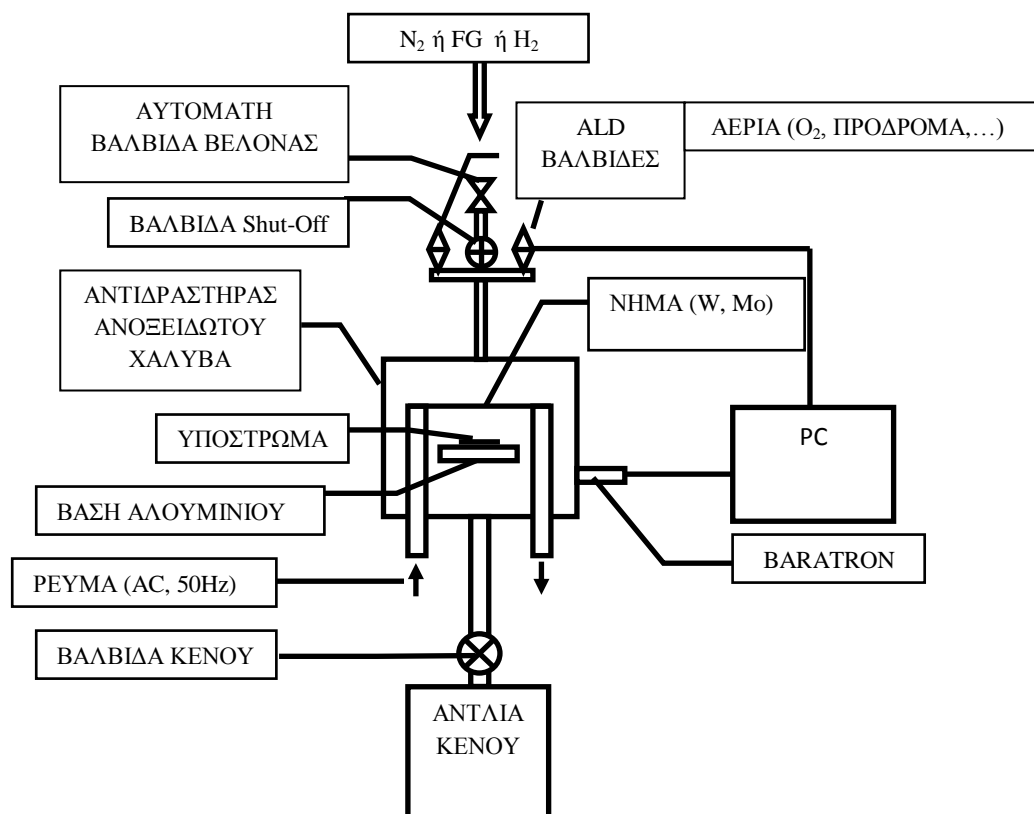 N₂ ή FG ή H₂
ΑΥΤΟΜΑΤΗ
ΒΑΛΒΙΔΑ ΒΕΛΟΝΑΣ
ALD
ΒΑΛΒΙΔΕΣ
ΑΕΡΙΑ (O₂, ΠΡΟΔΡΟΜΑ,…)
ΒΑΛΒΙΔΑ Shut-Off
ΑΝΤΙΔΡΑΣΤΗΡΑΣ
ΑΝΟΞΕΙΔΩΤΟΥ
ΧΑΛΥΒΑ
ΝΗΜΑ (W, Mo)
ΥΠΟΣΤΡΩΜΑ
PC
ΒΑΣΗ ΑΛΟΥΜΙΝΙΟΥ
BARATRON
ΡΕΥΜΑ (AC, 50Hz)
ΒΑΛΒΙΔΑ ΚΕΝΟΥ
ΑΝΤΛΙΑ
ΚΕΝΟΥ